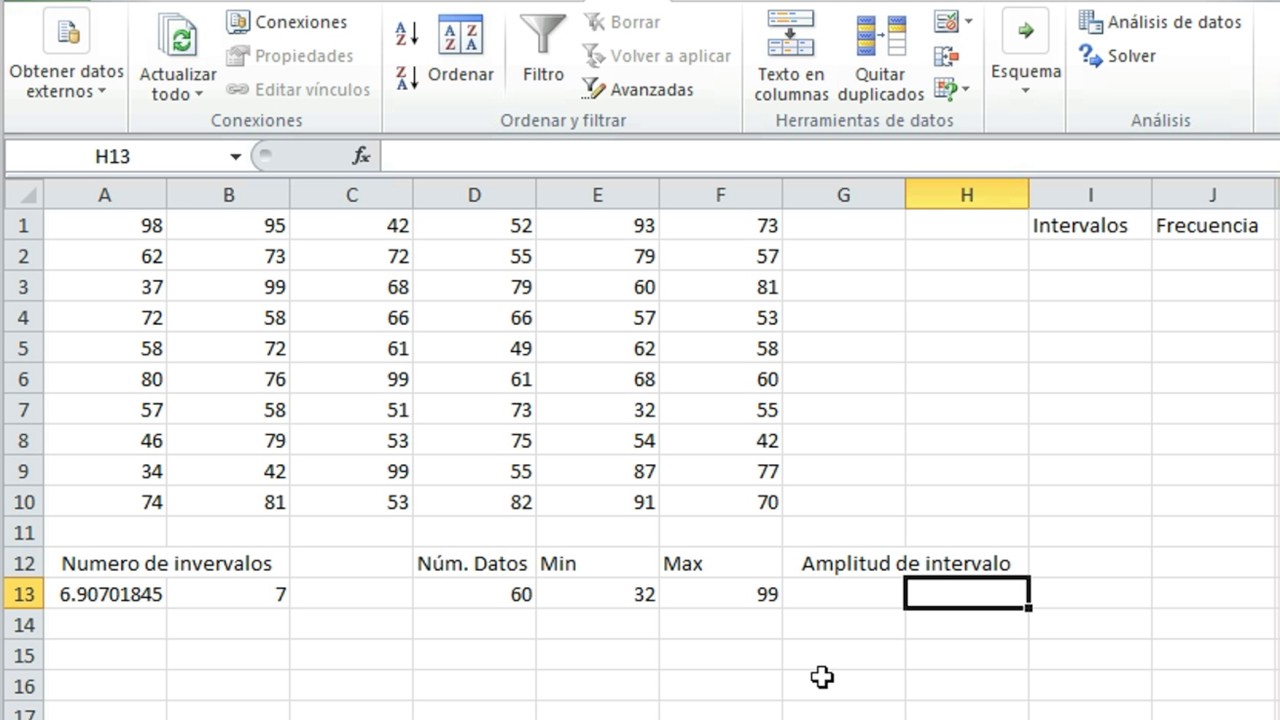 Obtener datos externos
Actualizar todo
Conexiones
Propiedades
Editar vínculos
Conexiones
A Z
Z A
A Z Z A
Ordenar
Filtro
Borrar
Volver a aplicar
Avanzadas
Ordenar y filtrar
Texto en columnas
Quitar duplicados
Herramientas de datos
Esquema
Análisis de datos
Solver
Análisis
H13 fx
A B C D E F G H I J
1 98 95 42 52 93 73 Intervalos Frecuencia
2 62 73 72 55 79 57
3 37 99 68 79 60 81
4 72 58 66 66 57 53
5 58 72 61 49 62 58
6 80 76 99 61 68 60
7 57 58 51 73 32 55
8 46 79 53 75 54 42
9 34 42 99 55 87 77
10 74 81 53 82 91 70
11
12 Numero de invervalos Núm. Datos Min Max Amplitud de intervalo
13 6.90701845 7 60 32 99
14
15
16
17